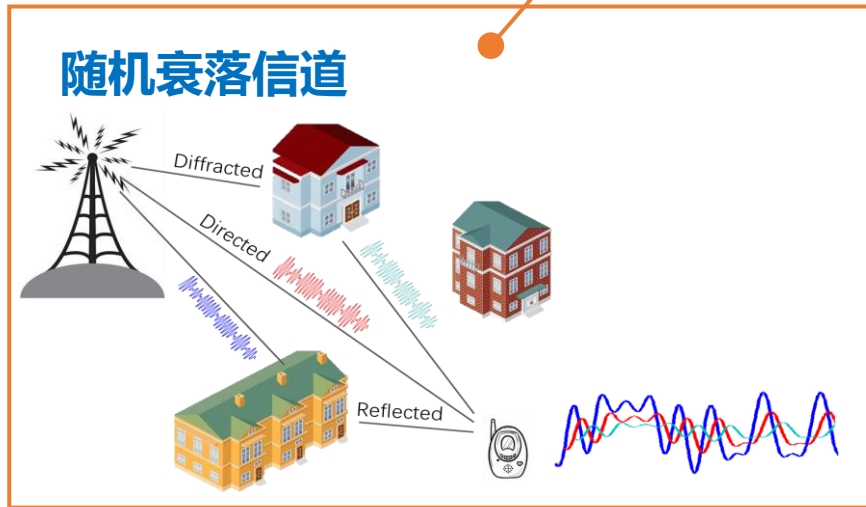 随机衰落信道
Diffracted
Directed
Reflected